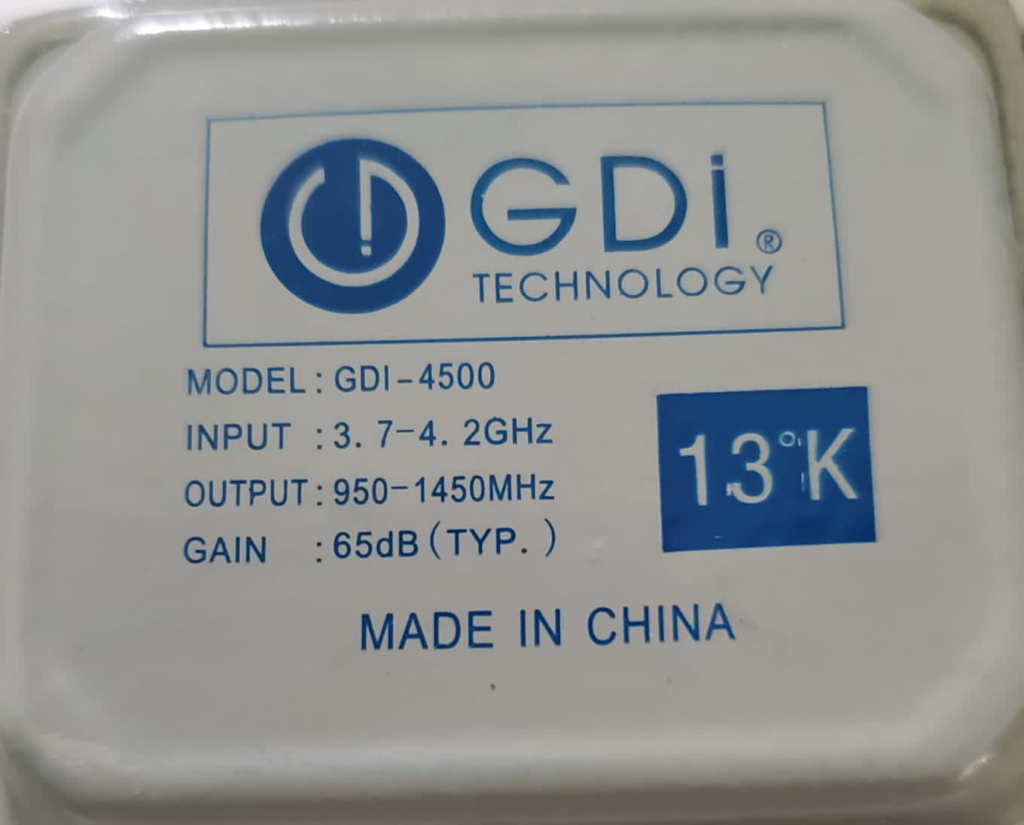 GDi®
TECHNOLOGY
MODEL: GDI-4500
INPUT : 3.7-4.2GHz
OUTPUT: 950-1450MHz
GAIN : 65dB (TYP.)
13°K
MADE IN CHINA